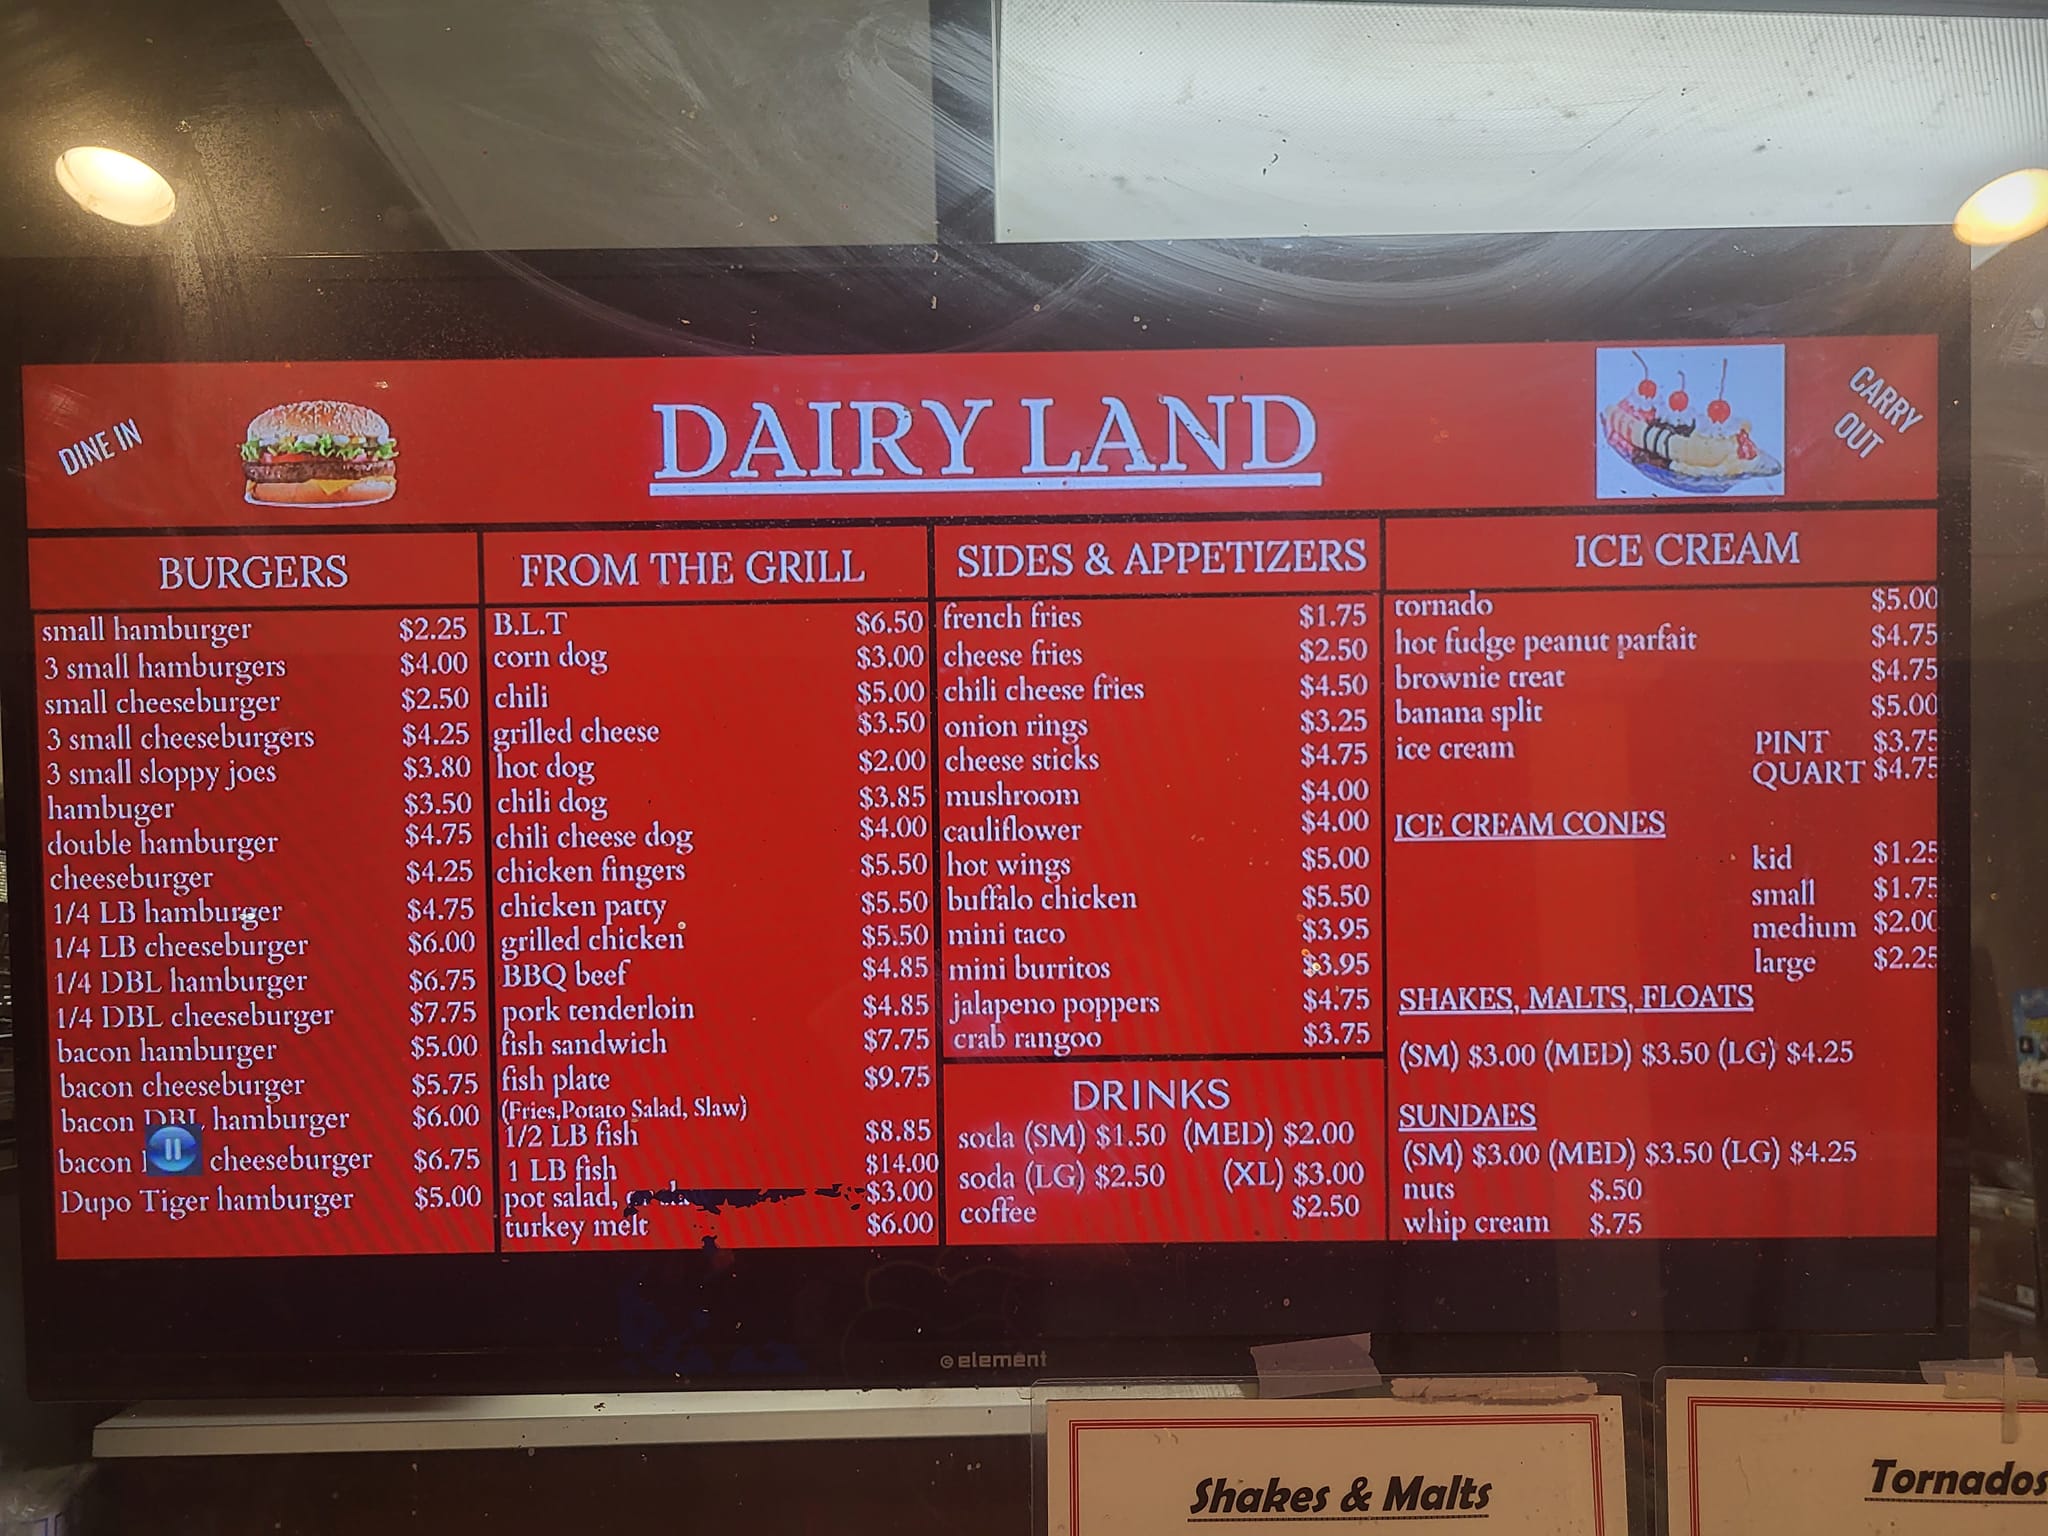 DINE IN
DAIRY LAND
CARRY
OUT
BURGERS
small hamburger $2.25
3 small hamburgers $4.00
small cheeseburger $2.50
3 small cheeseburgers $4.25
3 small sloppy joes $3.80
hambuger $3.50
double hamburger $4.75
cheeseburger $4.25
1/4 LB hamburger $4.75
1/4 LB cheeseburger $6.00
1/4 DBL hamburger $6.75
1/4 DBL cheeseburger $7.75
bacon hamburger $5.00
bacon cheeseburger $5.75
bacon DBL hamburger $6.00
bacon cheeseburger $6.75
Dupo Tiger hamburger $5.00
FROM THE GRILL
B.L.T $6.50
corn dog $3.00
chili $5.00
grilled cheese $3.50
hot dog $2.00
chili dog $3.85
chili cheese dog $4.00
chicken fingers $5.50
chicken patty $5.50
grilled chicken $5.50
BBQ beef $4.85
pork tenderloin $4.85
fish sandwich $7.75
fish plate $9.75
(Fries,Potato Salad, Slaw)
1/2 LB fish $8.85
1 LB fish $14.00
pot salad, $3.00
turkey melt $6.00
SIDES & APPETIZERS
french fries $1.75
cheese fries $2.50
chili cheese fries $4.50
onion rings $3.25
cheese sticks $4.75
mushroom $4.00
cauliflower $4.00
hot wings $5.00
buffalo chicken $5.50
mini taco $3.95
mini burritos $3.95
jalapeno poppers $4.75
crab rangoo $3.75
DRINKS
soda (SM) $1.50 (MED) $2.00
soda (LG) $2.50 (XL) $3.00
coffee $2.50
ICE CREAM
tornado $5.00
hot fudge peanut parfait $4.75
brownie treat $4.75
banana split $5.00
ice cream PINT $3.75
QUART $4.75
ICE CREAM CONES
kid $1.25
small $1.75
medium $2.00
large $2.25
SHAKES, MALTS, FLOATS
(SM) $3.00 (MED) $3.50 (LG) $4.25
SUNDAES
(SM) $3.00 (MED) $3.50 (LG) $4.25
nuts $.50
whip cream $.75
element
Shakes & Malts
Tornados